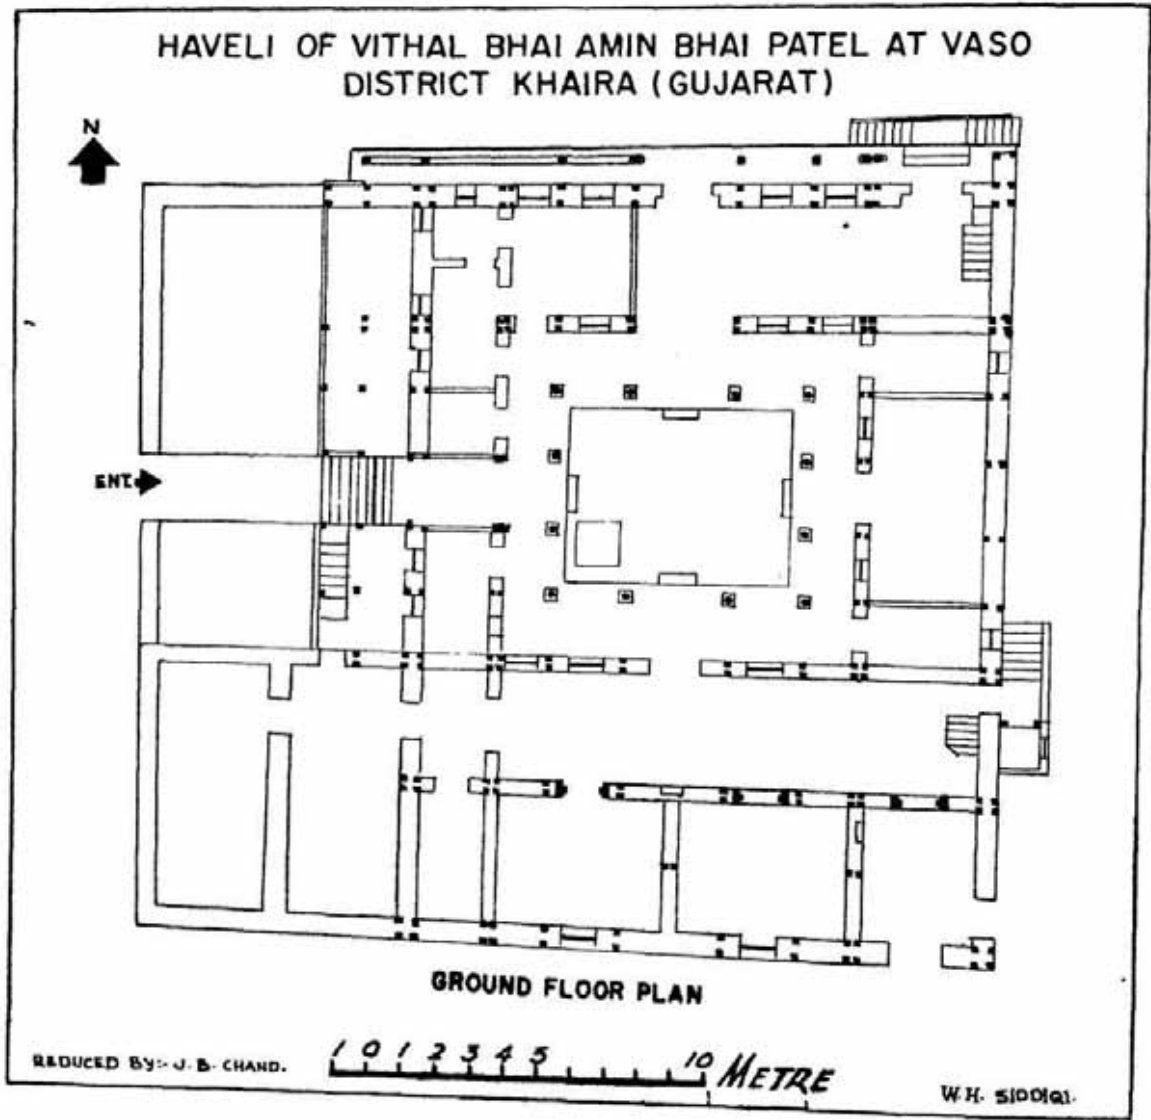 HAVELI OF VITHAL BHAI AMIN BHAI PATEL AT VASO
DISTRICT KHAIRA (GUJARAT)
N
ENT.
GROUND FLOOR PLAN
1 0 1 2 3 4 5 10 METRE
REDUCED BY:- J. B. CHAND.
W.H. SIDDIQI.